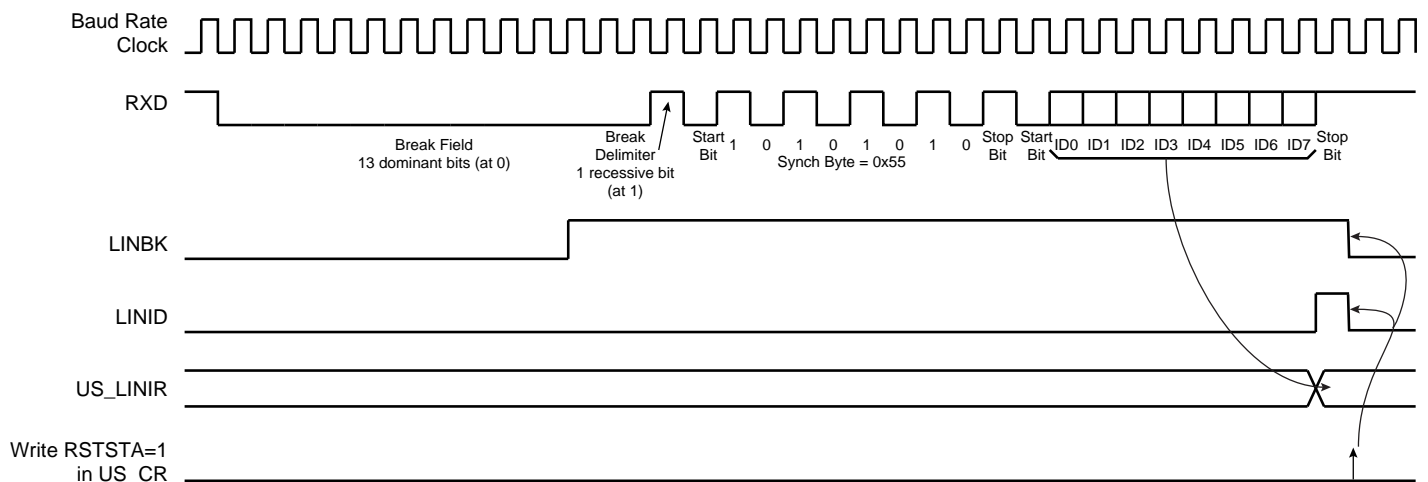 Baud Rate
Clock
RXD
Break Field
13 dominant bits (at 0)
Break
Delimiter
1 recessive bit
(at 1)
Start
Bit
1 0 1 0 1 0 1 0
Synch Byte = 0x55
Stop
Bit
Start
Bit
ID0 ID1 ID2 ID3 ID4 ID5 ID6 ID7
Stop
Bit
LINBK
LINID
US_LINIR
Write RSTSTA=1
in US_CR